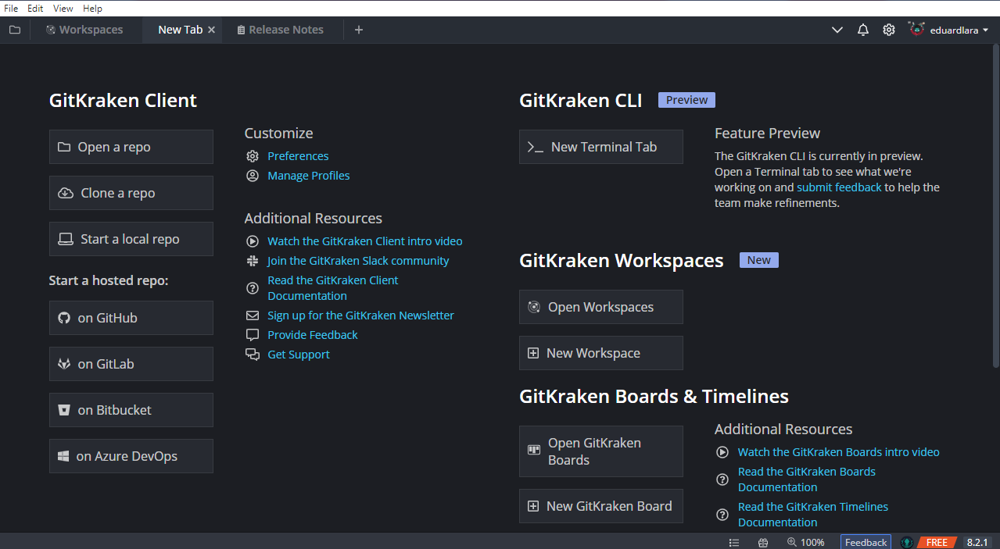 File Edit View Help
Workspaces New Tab Release Notes eduardlara
GitKraken Client
Open a repo
Clone a repo
Start a local repo
Start a hosted repo:
on GitHub
on GitLab
on Bitbucket
on Azure DevOps
Customize
Preferences
Manage Profiles
Additional Resources
Watch the GitKraken Client intro video
Join the GitKraken Slack community
Read the GitKraken Client
Documentation
Sign up for the GitKraken Newsletter
Provide Feedback
Get Support
GitKraken CLI Preview
New Terminal Tab
Feature Preview
The GitKraken CLI is currently in preview.
Open a Terminal tab to see what we're
working on and submit feedback to help the
team make refinements.
GitKraken Workspaces New
Open Workspaces
New Workspace
GitKraken Boards & Timelines
Open GitKraken
Boards
New GitKraken Board
Additional Resources
Watch the GitKraken Boards intro video
Read the GitKraken Boards
Documentation
Read the GitKraken Timelines
Documentation
100% Feedback FREE 8.2.1